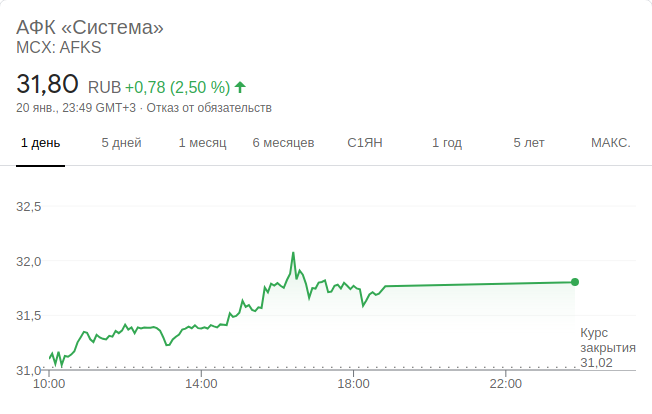 АФК «Система»
MCX: AFKS
31,80 RUB +0,78 (2,50 %)
20 янв., 23:49 GMT+3 · Отказ от обязательств
1 день 5 дней 1 месяц 6 месяцев С1ЯН 1 год 5 лет МАКС.
32,5
32,0
31,5
31,0
Курс
закрытия
31,02
10:00 14:00 18:00 22:00